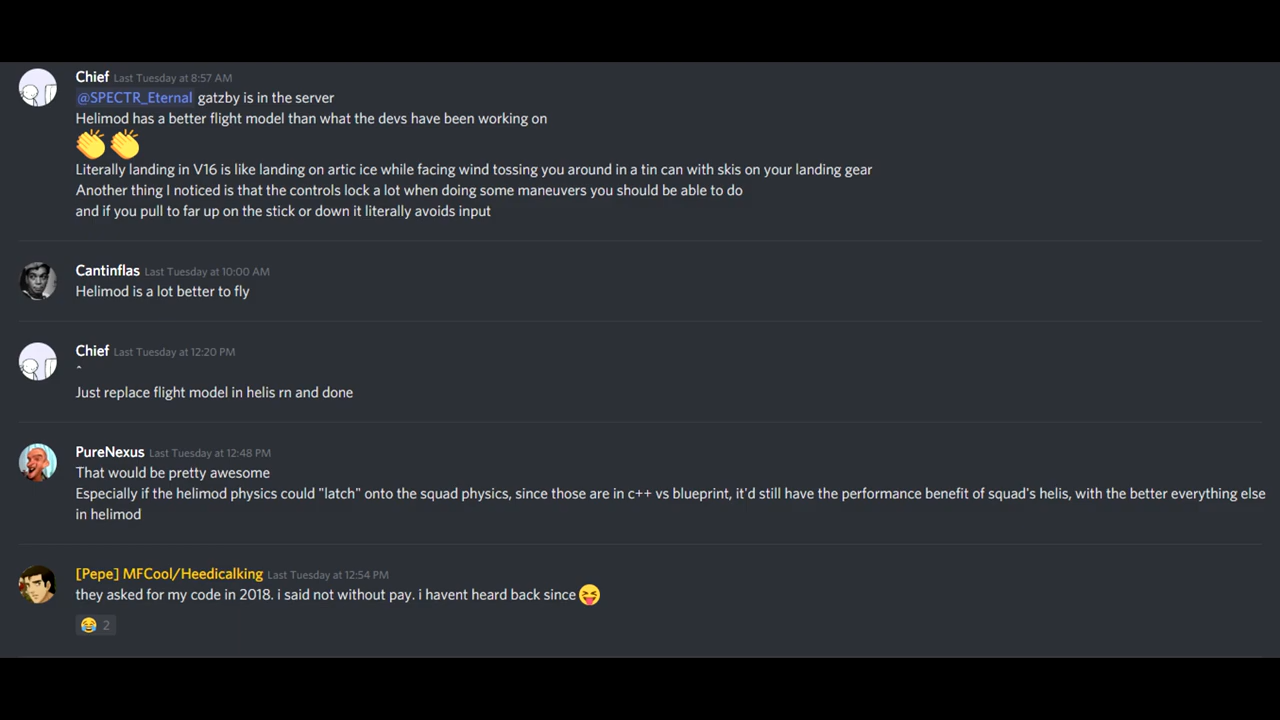 Chief Last Tuesday at 8:57 AM
@SPECTR_Eternal gatzby is in the server
Helimod has a better flight model than what the devs have been working on
👏 👏
Literally landing in V16 is like landing on artic ice while facing wind tossing you around in a tin can with skis on your landing gear
Another thing I noticed is that the controls lock a lot when doing some maneuvers you should be able to do
and if you pull to far up on the stick or down it literally avoids input
Cantinflas Last Tuesday at 10:00 AM
Helimod is a lot better to fly
Chief Last Tuesday at 12:20 PM
^
Just replace flight model in helis rn and done
PureNexus Last Tuesday at 12:48 PM
That would be pretty awesome
Especially if the helimod physics could "latch" onto the squad physics, since those are in c++ vs blueprint, it'd still have the performance benefit of squad's helis, with the better everything else
in helimod
[Pepe] MFCool/Heedicalking Last Tuesday at 12:54 PM
they asked for my code in 2018. i said not without pay. i havent heard back since 😝
😂 2